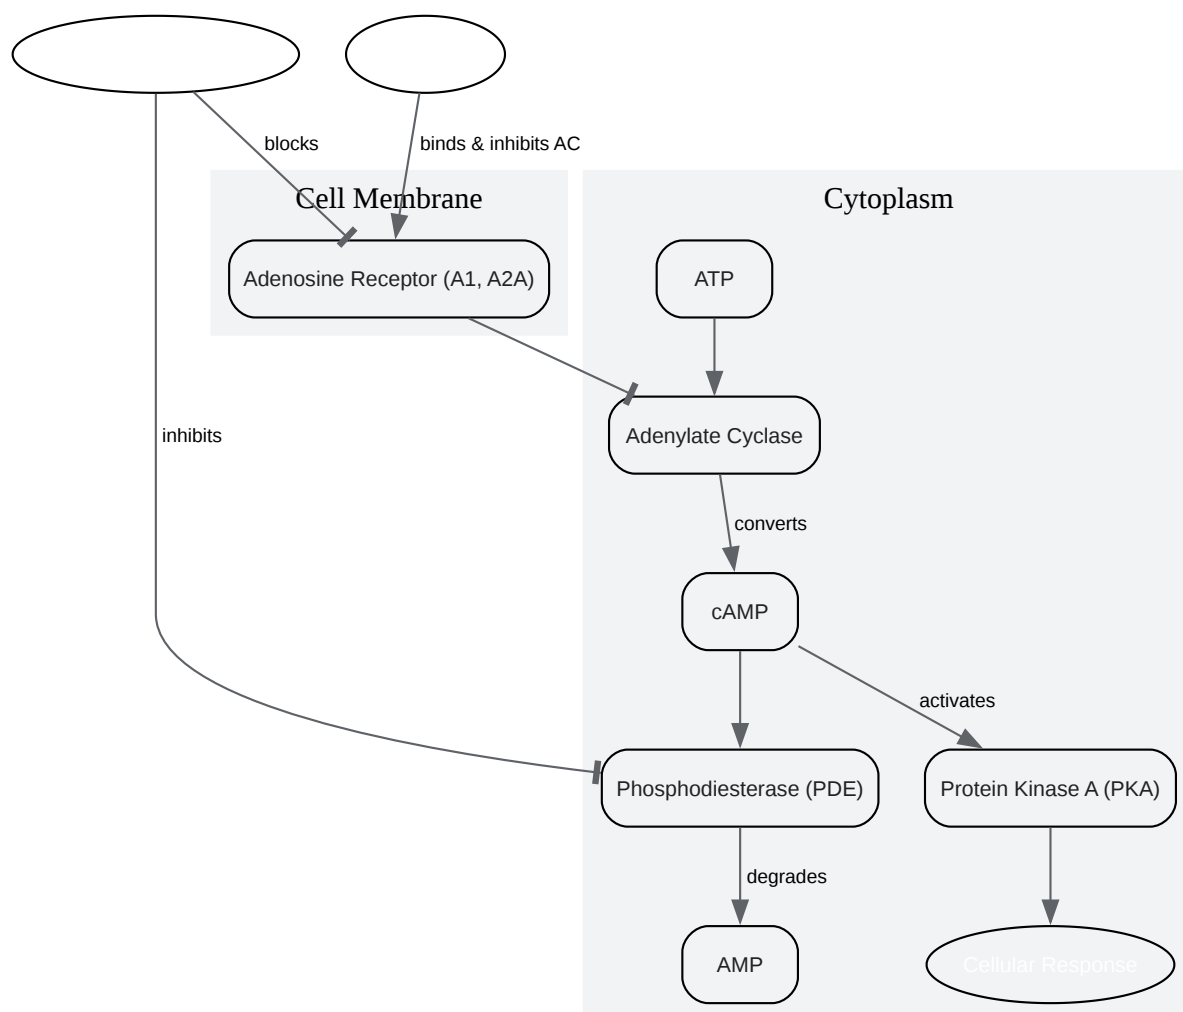 blocks
binds & inhibits AC
Cell Membrane
Cytoplasm
Adenosine Receptor (A1, A2A)
ATP
Adenylate Cyclase
inhibits
converts
cAMP
activates
Phosphodiesterase (PDE)
Protein Kinase A (PKA)
degrades
AMP
Cellular Response